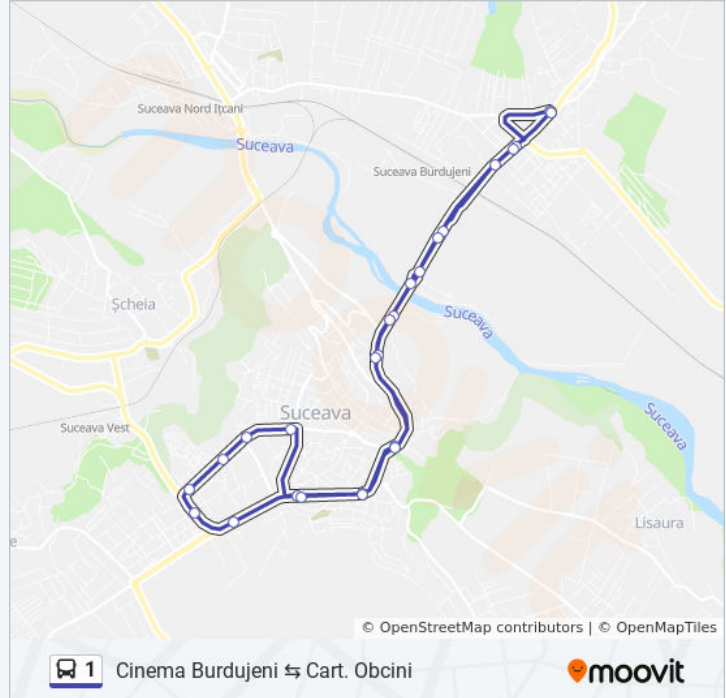 Suceava Nord Ițcani
Suceava
Suceava Burdujeni
Șcheia
Suceava
Suceava
Suceava Vest
Suceava
Lisaura
e
© OpenStreetMap contributors | © OpenMapTiles
1 Cinema Burdujeni ⇆ Cart. Obcini
moovit